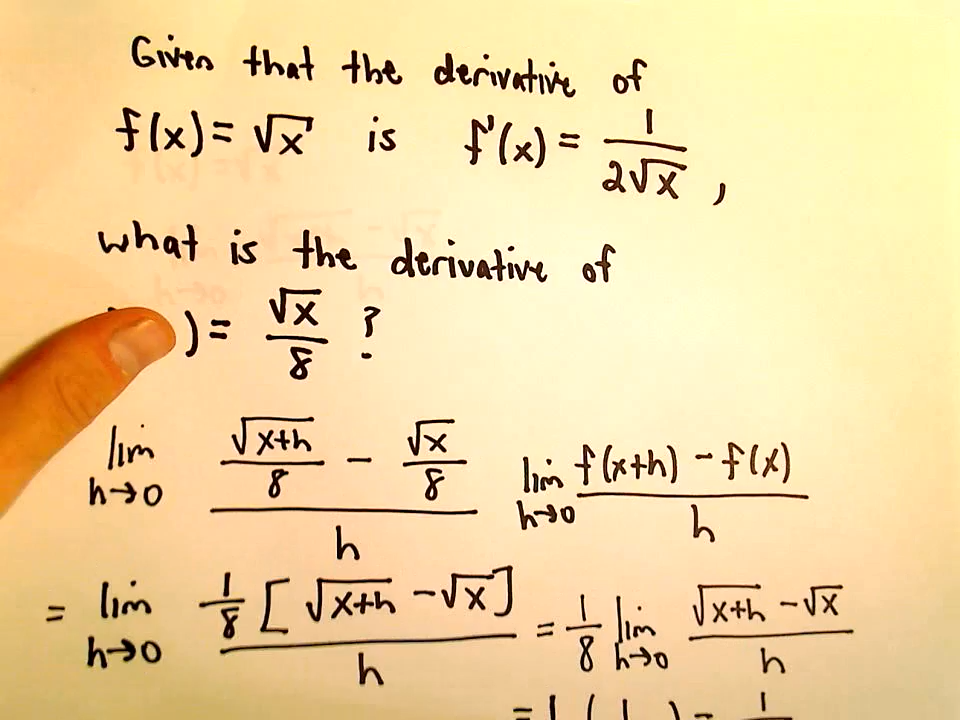 Given that the derivative of
f(x) = √x is f'(x) = 1/(2√x) ,
what is the derivative of
) = √x/8 ?
lim h→0 (√(x+h)/8 - √x/8)/h lim h→0 (f(x+h) - f(x))/h
= lim h→0 1/8 [√(x+h) - √x]/h = 1/8 lim h→0 (√(x+h) - √x)/h